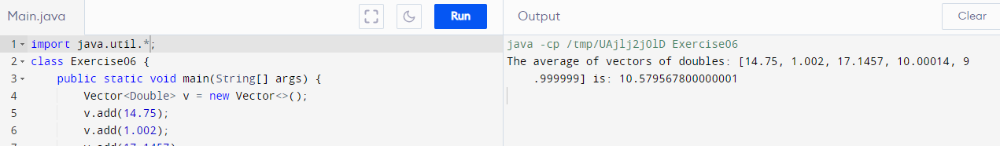 Main.java
Run
Output
Clear
1 import java.util.*;
2 class Exercise06 {
3 public static void main(String[] args) {
4 Vector<Double> v = new Vector<>();
5 v.add(14.75);
6 v.add(1.002);
java -cp /tmp/UAjlj2j0lD Exercise06
The average of vectors of doubles: [14.75, 1.002, 17.1457, 10.00014, 9
.999999] is: 10.579567800000001